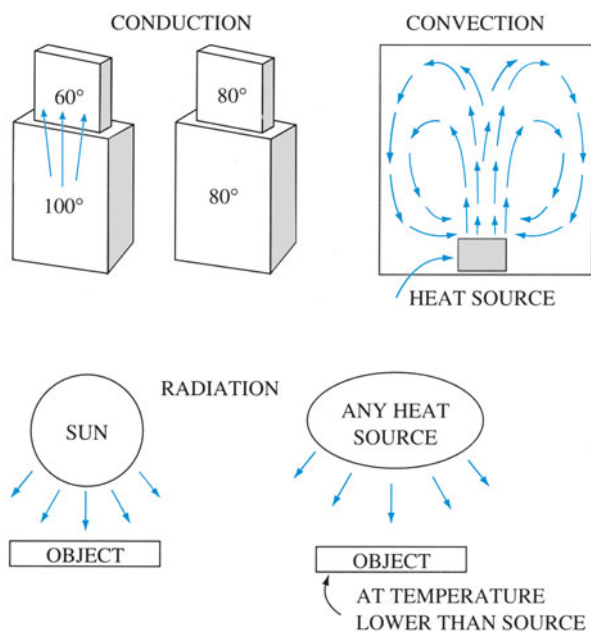 CONDUCTION
60°
100°
80°
80°
CONVECTION
HEAT SOURCE
RADIATION
SUN
OBJECT
ANY HEAT
SOURCE
OBJECT
AT TEMPERATURE
LOWER THAN SOURCE